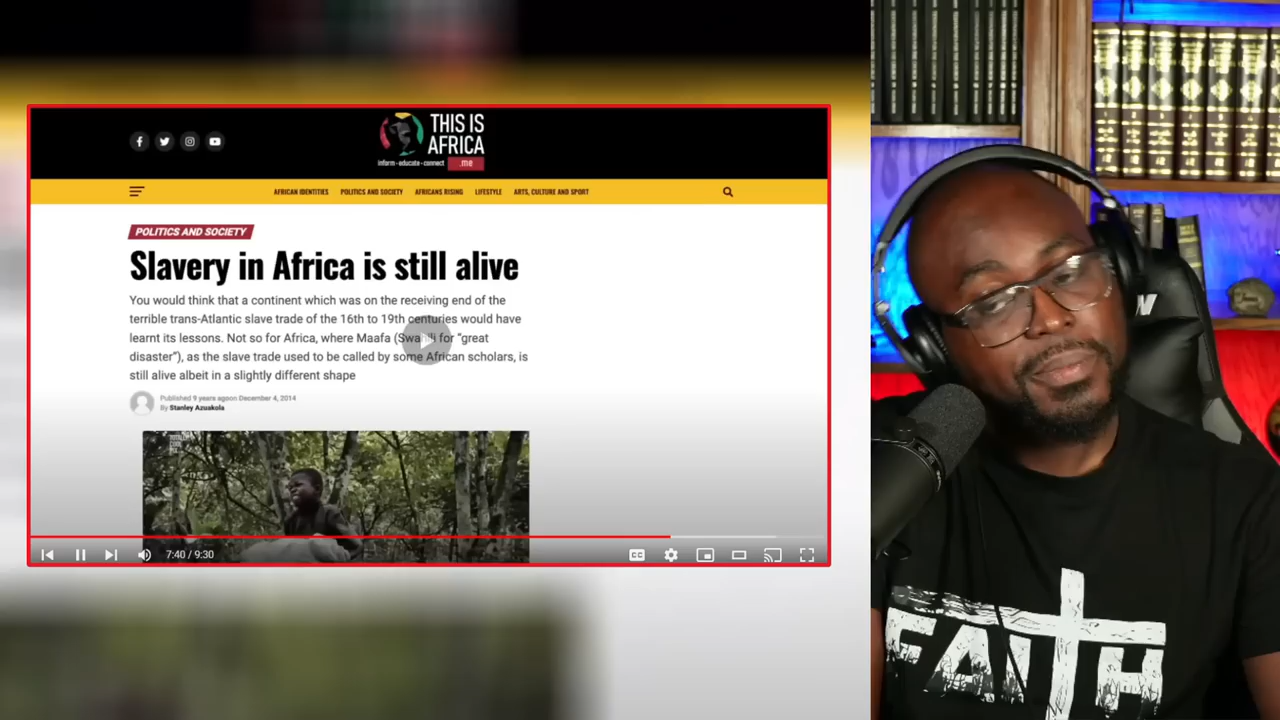 THIS IS
AFRICA
inform-educate-connect .me
AFRICAN IDENTITIES POLITICS AND SOCIETY AFRICANS RISING LIFESTYLE ARTS, CULTURE AND SPORT
POLITICS AND SOCIETY
Slavery in Africa is still alive
You would think that a continent which was on the receiving end of the
terrible trans-Atlantic slave trade of the 16th to 19th centuries would have
learnt its lessons. Not so for Africa, where Maafa (Swahili for "great
disaster"), as the slave trade used to be called by some African scholars, is
still alive albeit in a slightly different shape
Published 9 years agoon December 4, 2014
By Stanley Azuakola
7:40 / 9:30
CC
W
FAITH